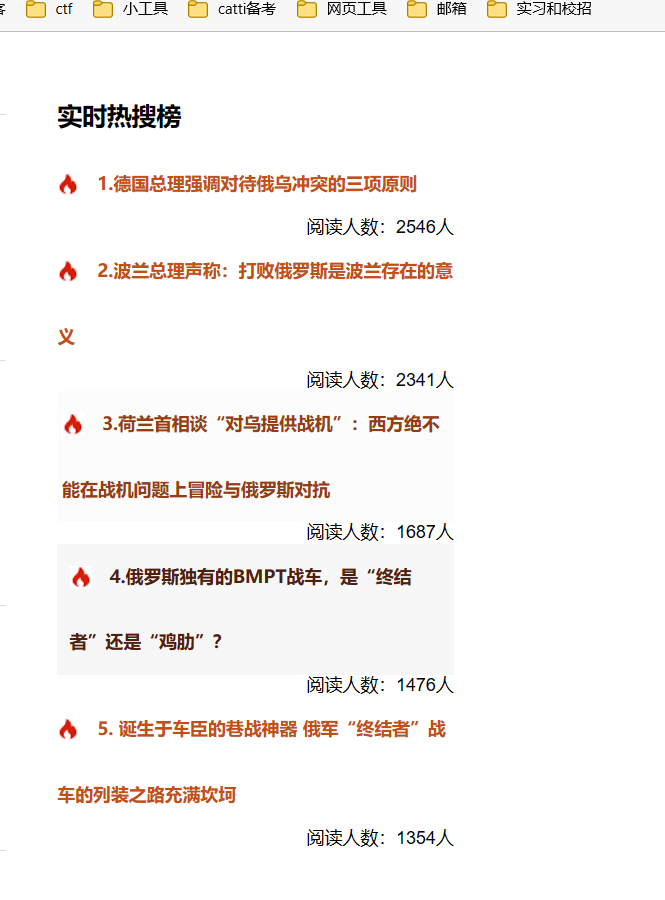 ctf 小工具 catti备考 网页工具 邮箱 实习和校招
实时热搜榜
1.德国总理强调对待俄乌冲突的三项原则
阅读人数：2546人
2.波兰总理声称：打败俄罗斯是波兰存在的意
义
阅读人数：2341人
3.荷兰首相谈“对乌提供战机”：西方绝不
能在战机问题上冒险与俄罗斯对抗
阅读人数：1687人
4.俄罗斯独有的BMPT战车，是“终结
者”还是“鸡肋”？
阅读人数：1476人
5. 诞生于车臣的巷战神器 俄军“终结者”战
车的列装之路充满坎坷
阅读人数：1354人